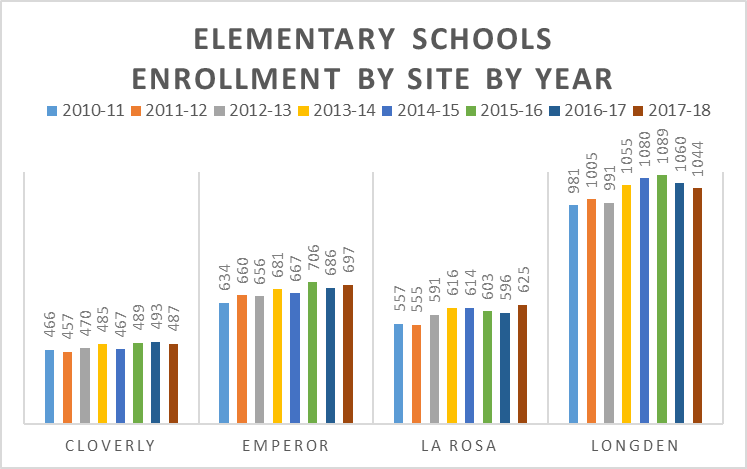 ELEMENTARY SCHOOLS
ENROLLMENT BY SITE BY YEAR
2010-11 2011-12 2012-13 2013-14 2014-15 2015-16 2016-17 2017-18
466 457 470 485 467 489 493 487
634 660 656 681 667 706 686 697
557 555 591 616 614 603 596 625
981 1005 991 1055 1080 1089 1060 1044
CLOVERLY EMPEROR LA ROSA LONGDEN